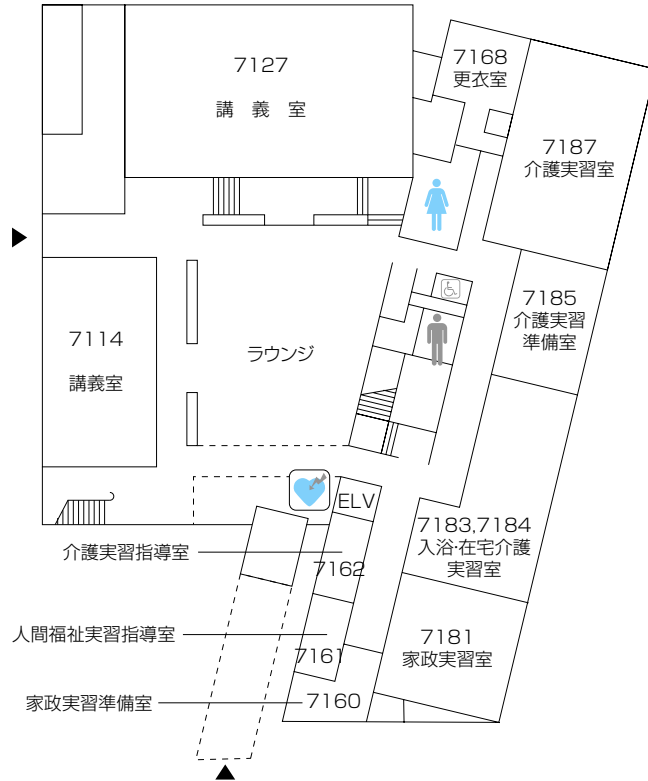 7127
講 義 室
7168
更衣室
7187
介護実習室
7185
介護実習
準備室
7114
講義室
ラウンジ
ELV
7183,7184
入浴・在宅介護
実習室
介護実習指導室
7162
7181
家政実習室
人間福祉実習指導室
7161
家政実習準備室
7160